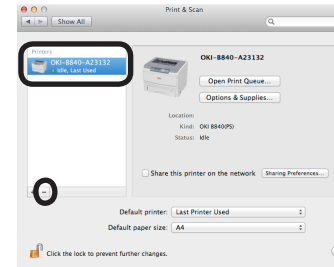 Print & Scan
Show All
Printers
OKI-B840-A23132
Idle, Last Used
OKI-B840-A23132
Open Print Queue...
Options & Supplies...
Location:
Kind: OKI B840(PS)
Status: Idle
Share this printer on the network Sharing Preferences...
Default printer: Last Printer Used
Default paper size: A4
Click the lock to prevent further changes.